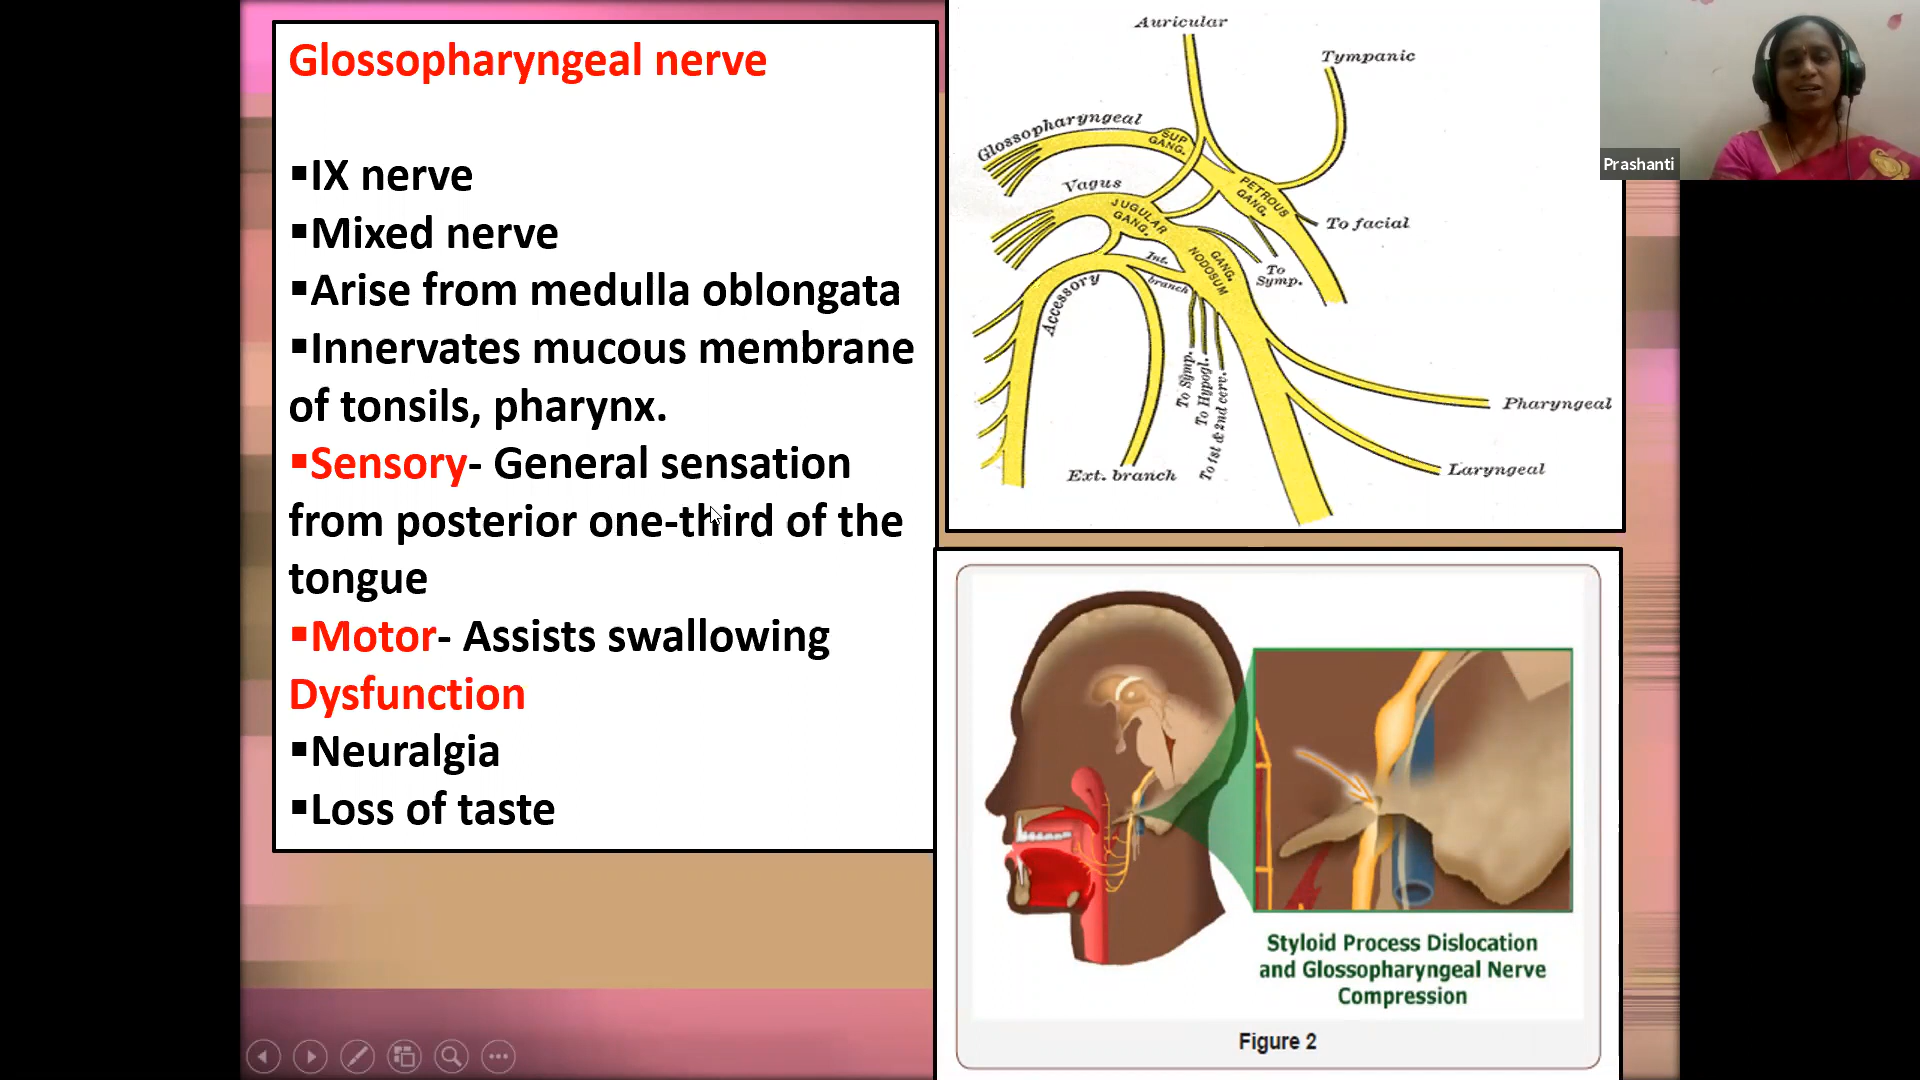 Glossopharyngeal nerve
▪IX nerve
▪Mixed nerve
▪Arise from medulla oblongata
▪Innervates mucous membrane
of tonsils, pharynx.
▪Sensory- General sensation
from posterior one-third of the
tongue
▪Motor- Assists swallowing
Dysfunction
▪Neuralgia
▪Loss of taste
Auricular
Tympanic
Glossopharyngeal
SUP
GANG.
Vagus
JUGULAR
GANG.
PETROUS
GANG.
To facial
Int.
branch
GANG.
NODOSUM
To
Symp.
Accessory
To Symp.
To Hypogl.
To 1st & 2nd cerv.
Pharyngeal
Laryngeal
Ext. branch
Prashanti
Styloid Process Dislocation
and Glossopharyngeal Nerve
Compression
Figure 2